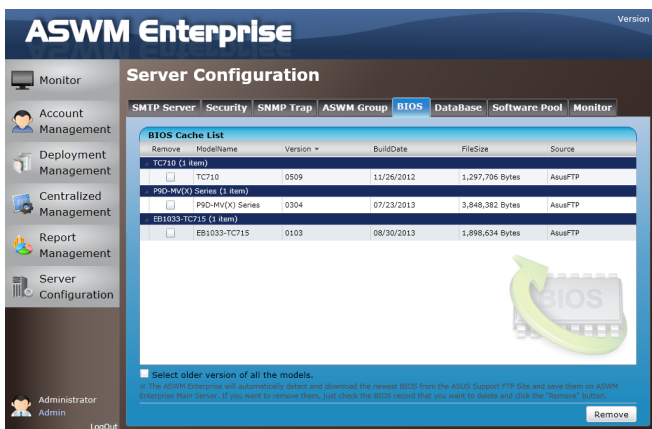 Version
ASWM Enterprise
Monitor
Account
Management
Deployment
Management
Centralized
Management
Report
Management
Server
Configuration
Administrator
Admin
LogOut
Server Configuration
SMTP Server Security SNMP Trap ASWM Group BIOS DataBase Software Pool Monitor
BIOS Cache List
Remove ModelName Version BuildDate FileSize Source
TC710 (1 item)
TC710 0509 11/26/2012 1,297,706 Bytes AsusFTP
P9D-MV(X) Series (1 item)
P9D-MV(X) Series 0304 07/23/2013 3,848,382 Bytes AsusFTP
EB1033-TC715 (1 item)
EB1033-TC715 0103 08/30/2013 1,898,634 Bytes AsusFTP
BIOS
Select older version of all the models.
※ The ASWM Enterprise will automatically detect and download the newest BIOS from the ASUS Support FTP Site and save them on ASWM
Enterprise Main Server. If you want to remove them, just check the BIOS record that you want to delete and click the "Remove" button.
Remove